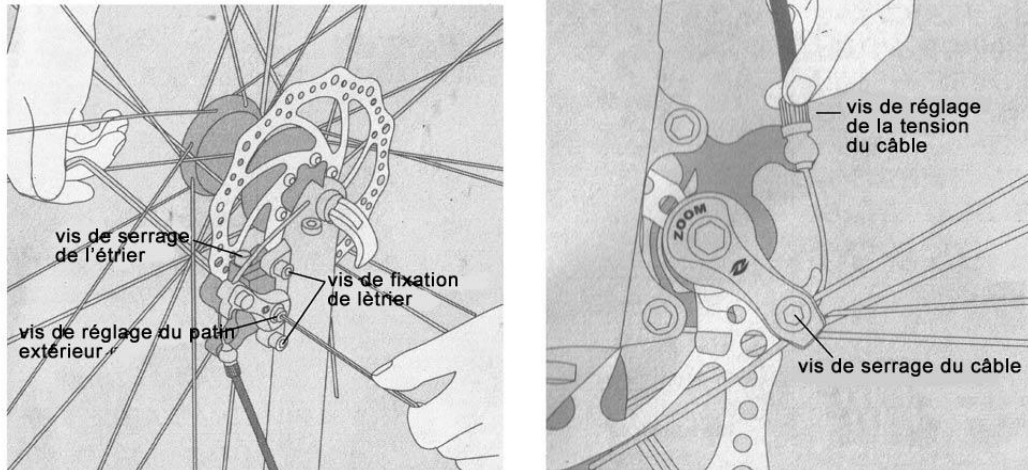 vis de serrage
de l'étrier
vis de fixation
de lètrier
vis de réglage du patin
extérieur
vis de réglage
de la tension
du câble
ZOOM
vis de serrage du câble